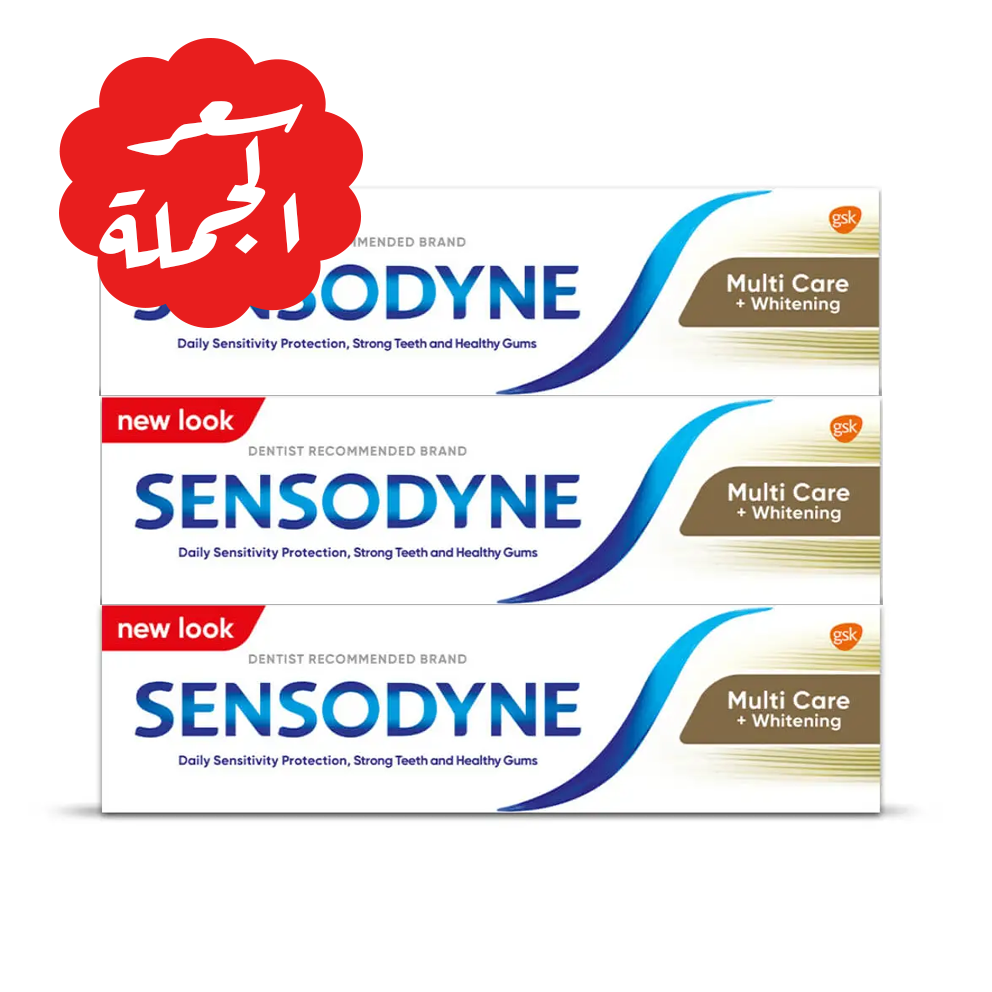 سعر
الجملة
MMENDED BRAND
SENSODYNE
Daily Sensitivity Protection, Strong Teeth and Healthy Gums
gsk
Multi Care
+ Whitening
new look
DENTIST RECOMMENDED BRAND
SENSODYNE
Daily Sensitivity Protection, Strong Teeth and Healthy Gums
gsk
Multi Care
+ Whitening
new look
DENTIST RECOMMENDED BRAND
SENSODYNE
Daily Sensitivity Protection, Strong Teeth and Healthy Gums
gsk
Multi Care
+ Whitening